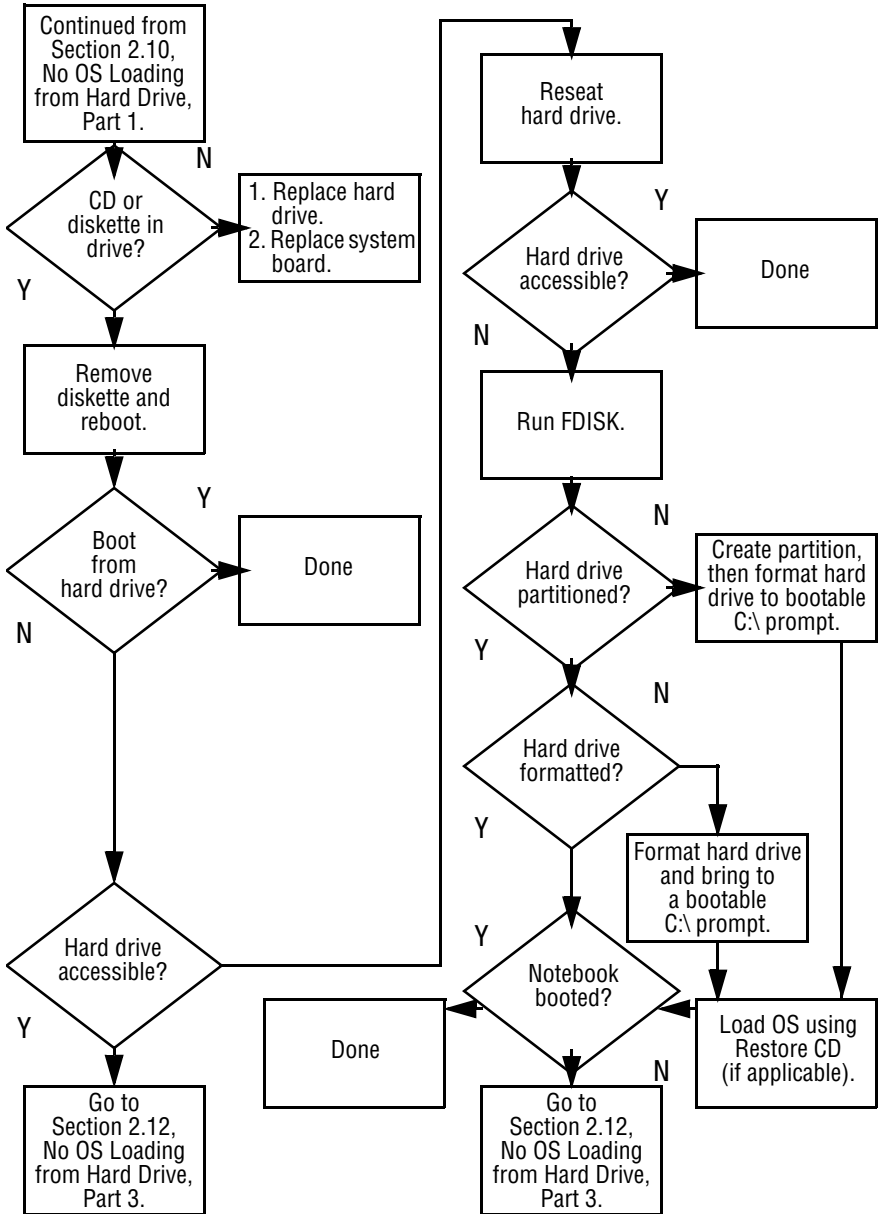 Continued from
Section 2.10,
No OS Loading
from Hard Drive,
Part 1.
N
CD or
diskette in
drive?
1. Replace hard
drive.
2. Replace system
board.
Y
Remove
diskette and
reboot.
Y
Boot
from
hard drive?
Done
N
Hard drive
accessible?
Y
Go to
Section 2.12,
No OS Loading
from Hard Drive,
Part 3.
Reseat
hard drive.
Y
Hard drive
accessible?
Done
N
Run FDISK.
N
Hard drive
partitioned?
Create partition,
then format hard
drive to bootable
C:\ prompt.
Y
N
Hard drive
formatted?
Y
Format hard drive
and bring to
a bootable
C:\ prompt.
Y
Notebook
booted?
Done
Load OS using
Restore CD
(if applicable).
N
Go to
Section 2.12,
No OS Loading
from Hard Drive,
Part 3.